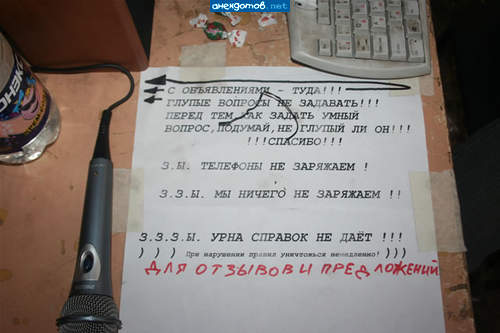 анекдотов.net
С ОБЪЯВЛЕНИЯМИ - ТУДА!!!
ГЛУПЫЕ ВОПРОСЫ НЕ ЗАДАВАТЬ!!!
ПЕРЕД ТЕМ, КАК ЗАДАТЬ УМНЫЙ
ВОПРОС, ПОДУМАЙ, НЕ ГЛУПЫЙ ЛИ ОН!!!
!!!СПАСИБО!!!
З.Ы. ТЕЛЕФОНЫ НЕ ЗАРЯЖАЕМ !
З.З.Ы. МЫ НИЧЕГО НЕ ЗАРЯЖАЕМ !!
З.З.З.Ы. УРНА СПРАВОК НЕ ДАЁТ !!!
) ) ) При нарушении правил уничтожься немедленно! ) ) )
ДЛЯ ОТЗЫВОВ И ПРЕДЛОЖЕНИЙ